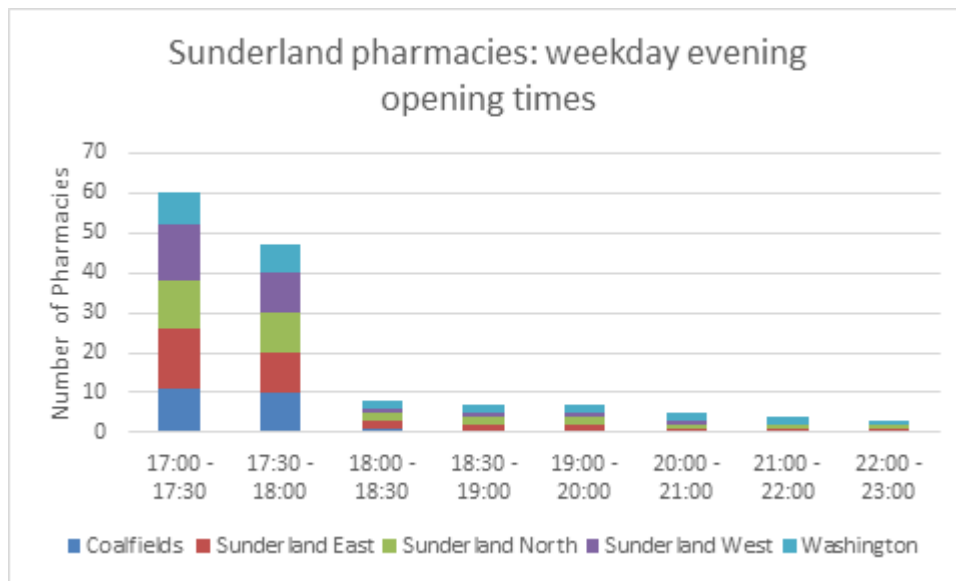 Sunderland pharmacies: weekday evening
opening times
Number of Pharmacies
70
60
50
40
30
20
10
0
17:00 - 17:30 - 18:00 - 18:30 - 19:00 - 20:00 - 21:00 - 22:00 -
17:30 18:00 18:30 19:00 20:00 21:00 22:00 23:00
Coalfields Sunderland East Sunderland North Sunderland West Washington